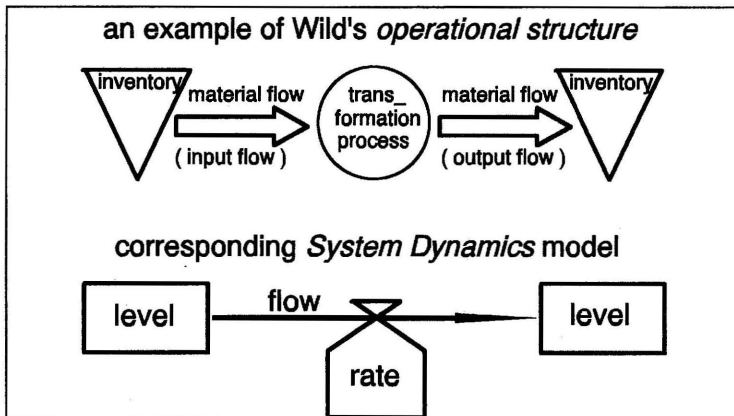 an example of Wild's operational structure
inventory
material flow
( input flow )
trans_
formation
process
material flow
( output flow )
inventory
corresponding System Dynamics model
level
flow
rate
level